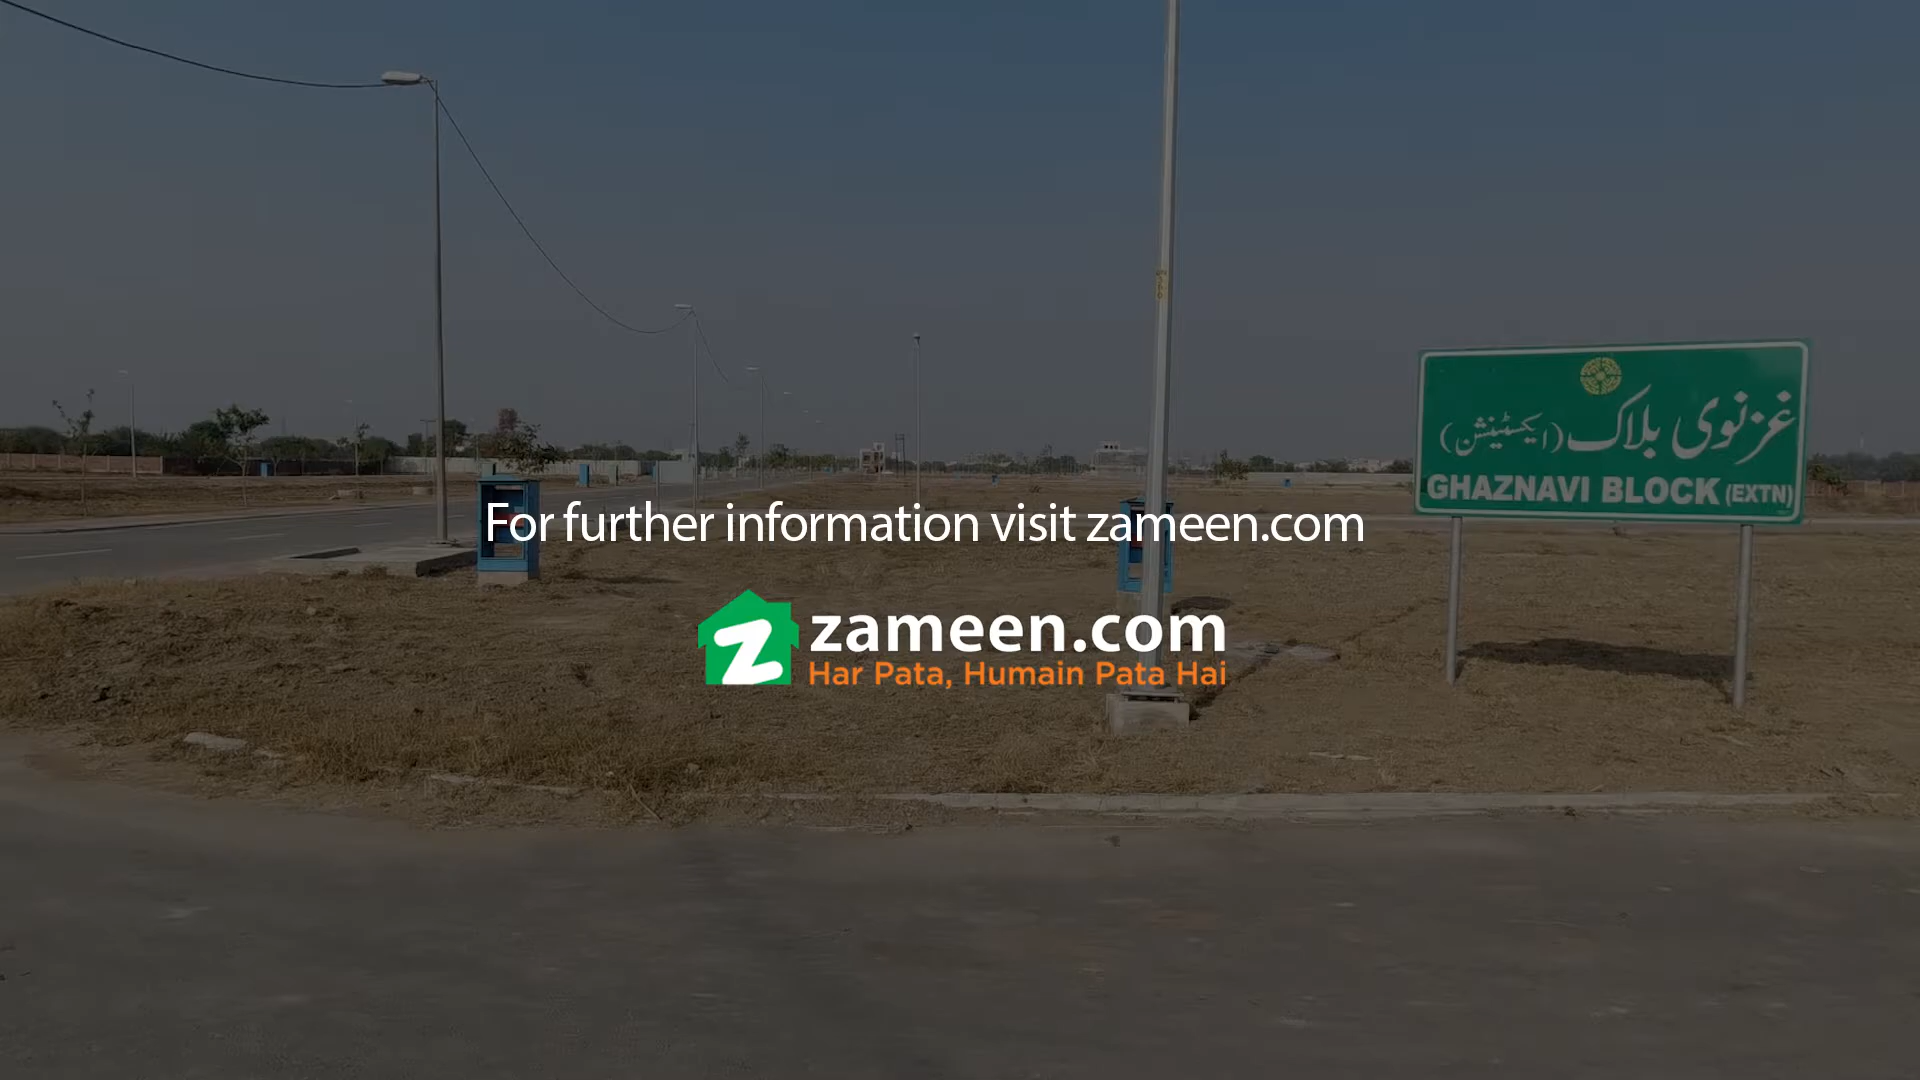 غزنوی بلاک (ایکسٹینشن)
GHAZNAVI BLOCK (EXTN)
For further information visit zameen.com
zameen.com
Har Pata, Humain Pata Hai